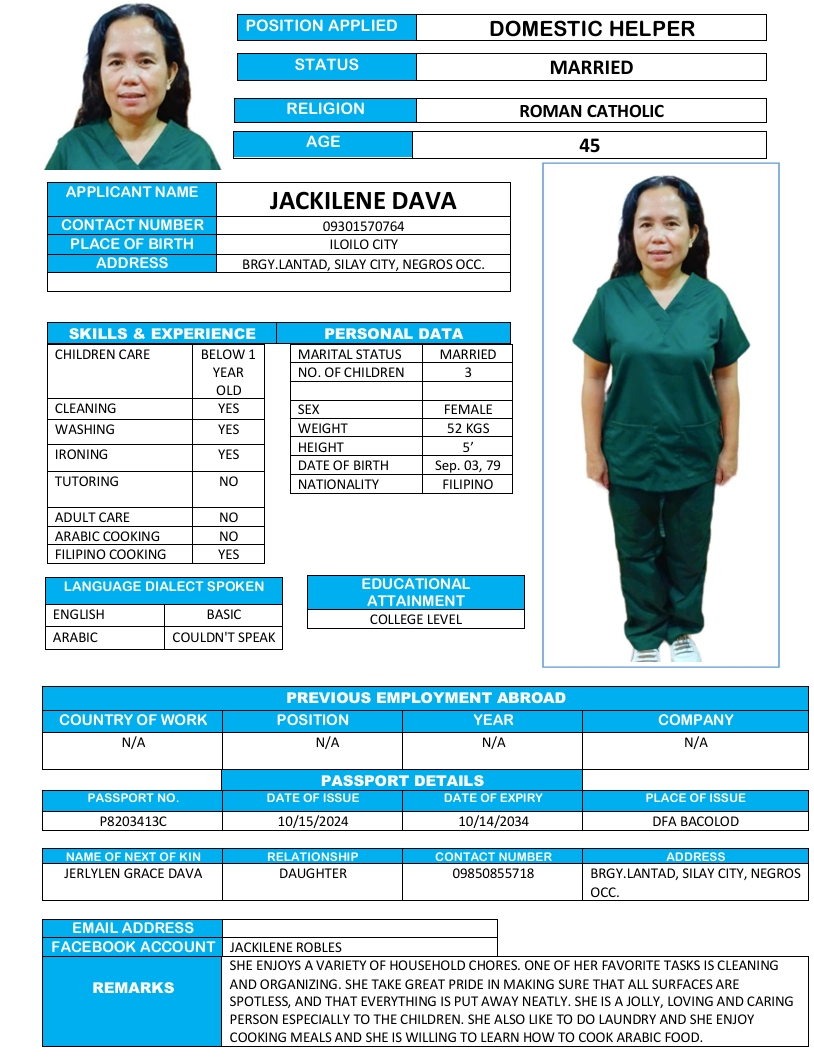 POSITION APPLIED DOMESTIC HELPER
STATUS MARRIED
RELIGION ROMAN CATHOLIC
AGE 45
APPLICANT NAME JACKILENE DAVA
CONTACT NUMBER 09301570764
PLACE OF BIRTH ILOILO CITY
ADDRESS BRGY.LANTAD, SILAY CITY, NEGROS OCC.
SKILLS & EXPERIENCE
CHILDREN CARE BELOW 1
YEAR
OLD
CLEANING YES
WASHING YES
IRONING YES
TUTORING NO
ADULT CARE NO
ARABIC COOKING NO
FILIPINO COOKING YES
PERSONAL DATA
MARITAL STATUS MARRIED
NO. OF CHILDREN 3
SEX FEMALE
WEIGHT 52 KGS
HEIGHT 5’
DATE OF BIRTH Sep. 03, 79
NATIONALITY FILIPINO
LANGUAGE DIALECT SPOKEN
ENGLISH BASIC
ARABIC COULDN'T SPEAK
EDUCATIONAL
ATTAINMENT
COLLEGE LEVEL
PREVIOUS EMPLOYMENT ABROAD
COUNTRY OF WORK POSITION YEAR COMPANY
N/A N/A N/A N/A
PASSPORT DETAILS
PASSPORT NO. DATE OF ISSUE DATE OF EXPIRY PLACE OF ISSUE
P8203413C 10/15/2024 10/14/2034 DFA BACOLOD
NAME OF NEXT OF KIN RELATIONSHIP CONTACT NUMBER ADDRESS
JERLYLEN GRACE DAVA DAUGHTER 09850855718 BRGY.LANTAD, SILAY CITY, NEGROS
OCC.
EMAIL ADDRESS
FACEBOOK ACCOUNT JACKILENE ROBLES
REMARKS
SHE ENJOYS A VARIETY OF HOUSEHOLD CHORES. ONE OF HER FAVORITE TASKS IS CLEANING
AND ORGANIZING. SHE TAKE GREAT PRIDE IN MAKING SURE THAT ALL SURFACES ARE
SPOTLESS, AND THAT EVERYTHING IS PUT AWAY NEATLY. SHE IS A JOLLY, LOVING AND CARING
PERSON ESPECIALLY TO THE CHILDREN. SHE ALSO LIKE TO DO LAUNDRY AND SHE ENJOY
COOKING MEALS AND SHE IS WILLING TO LEARN HOW TO COOK ARABIC FOOD.